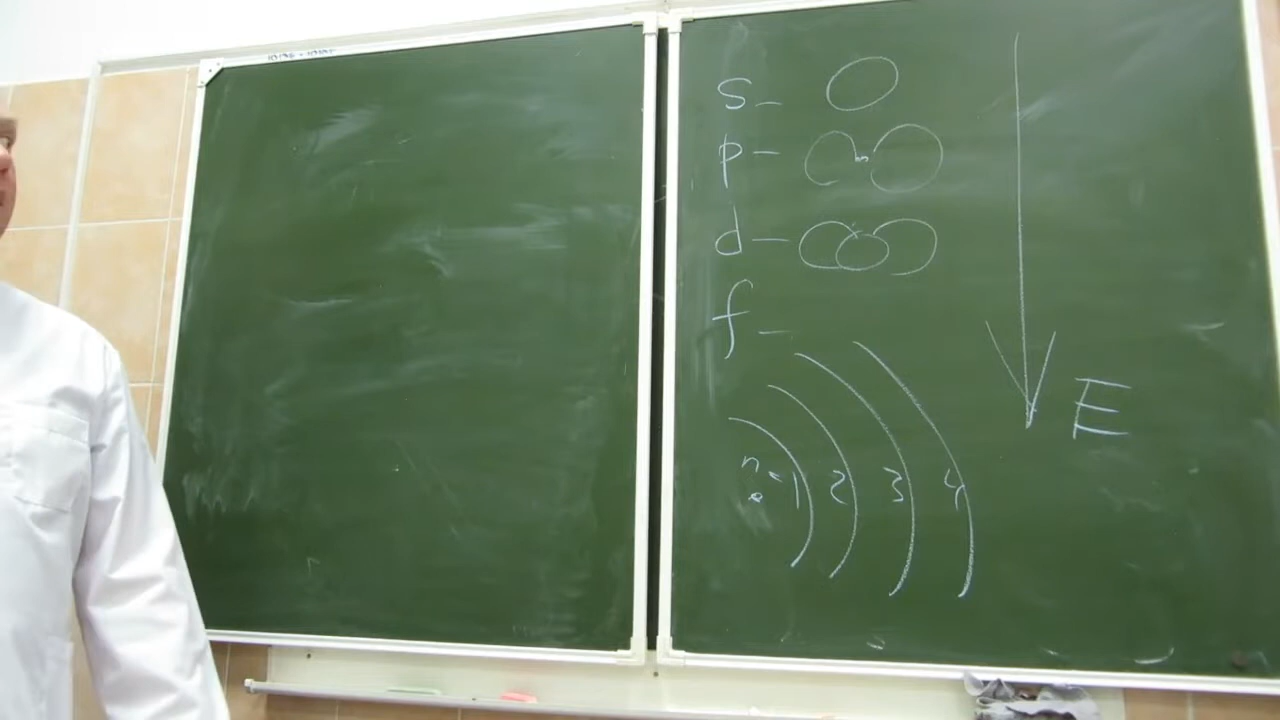 s –
p –
d –
f –
E
n = 1 2 3 4